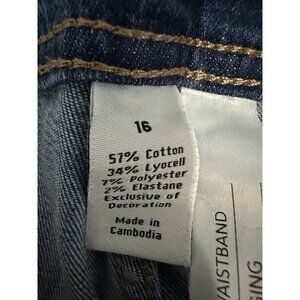 16
57% Cotton
34% Lyocell
7% Polyester
2% Elastane
Exclusive of
Decoration
Made in
Cambodia
WAISTBAND